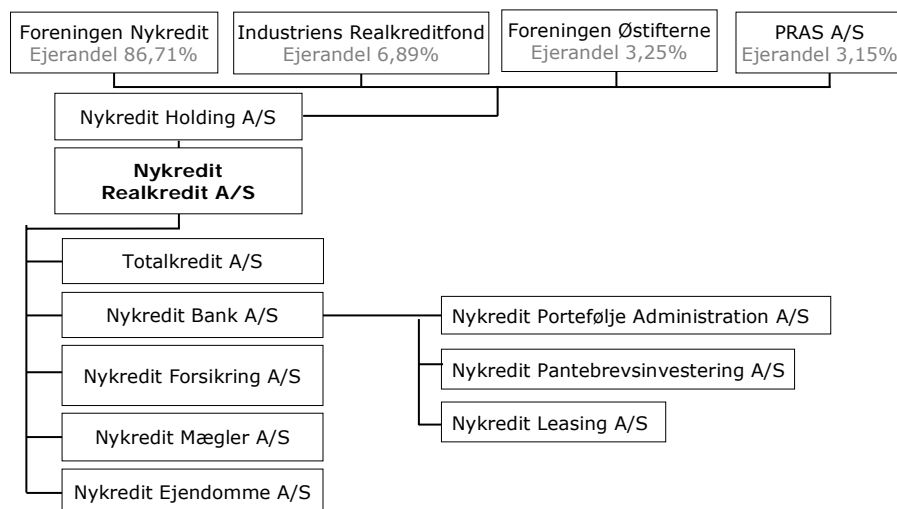 Foreningen Nykredit
Ejerandel 86,71%
Industriens Realkreditfond
Ejerandel 6,89%
Foreningen Østifterne
Ejerandel 3,25%
PRAS A/S
Ejerandel 3,15%
Nykredit Holding A/S
Nykredit
Realkredit A/S
Totalkredit A/S
Nykredit Bank A/S
Nykredit Portefølje Administration A/S
Nykredit Pantebrevsinvestering A/S
Nykredit Forsikring A/S
Nykredit Leasing A/S
Nykredit Mægler A/S
Nykredit Ejendomme A/S